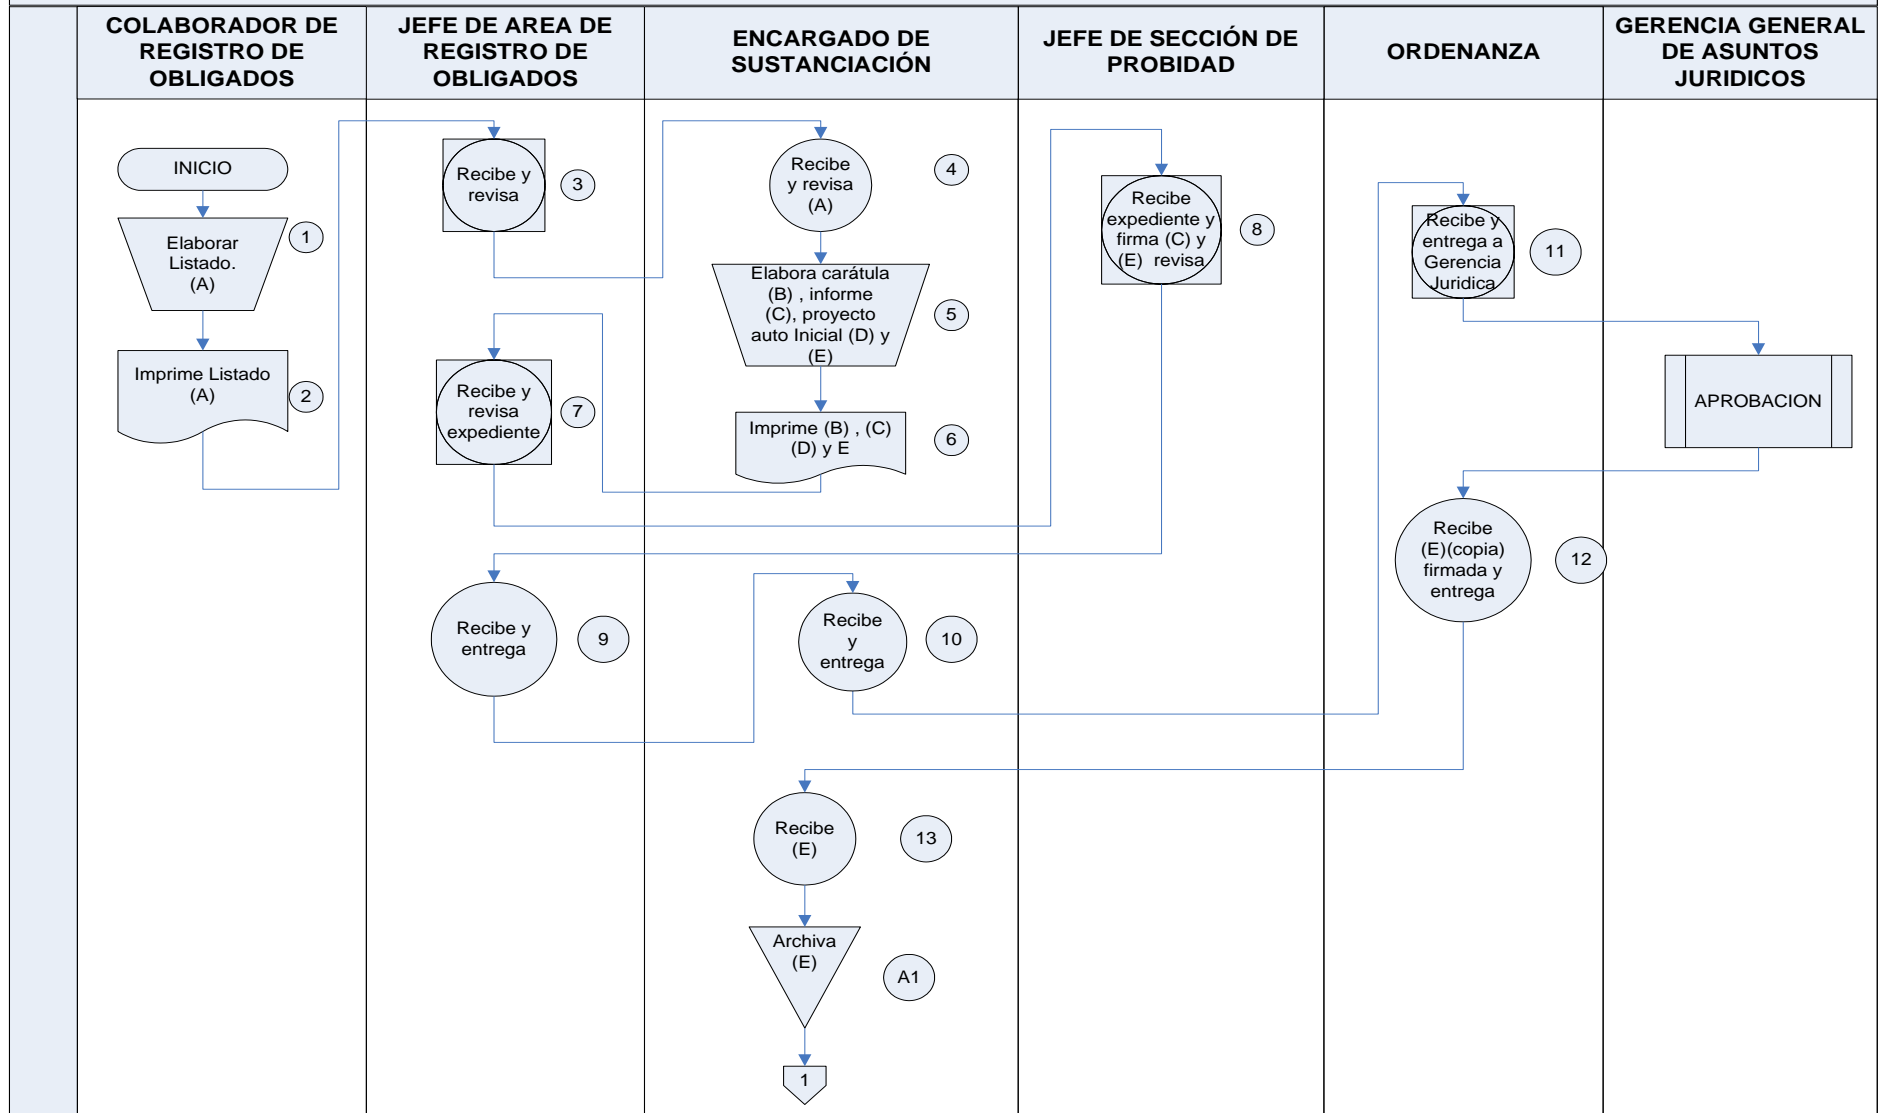 COLABORADOR DE
REGISTRO DE
OBLIGADOS
JEFE DE AREA DE
REGISTRO DE
OBLIGADOS
ENCARGADO DE
SUSTANCIACIÓN
JEFE DE SECCIÓN DE
PROBIDAD
ORDENANZA
GERENCIA GENERAL
DE ASUNTOS
JURIDICOS
INICIO
Elaborar
Listado.
(A)
1
Imprime Listado
(A)
2
Recibe y
revisa
3
Recibe
y revisa
(A)
4
Elabora carátula
(B) , informe
(C), proyecto
auto Inicial (D) y
(E)
5
Imprime (B) , (C)
(D) y E
6
Recibe y
revisa
expediente
7
Recibe
expediente y
firma (C) y
(E) revisa
8
Recibe y
entrega
9
Recibe
y
entrega
10
Recibe y
entrega a
Gerencia
Juridica
11
APROBACION
Recibe
(E)(copia)
firmada y
entrega
12
Recibe
(E)
13
Archiva
(E)
A1
1